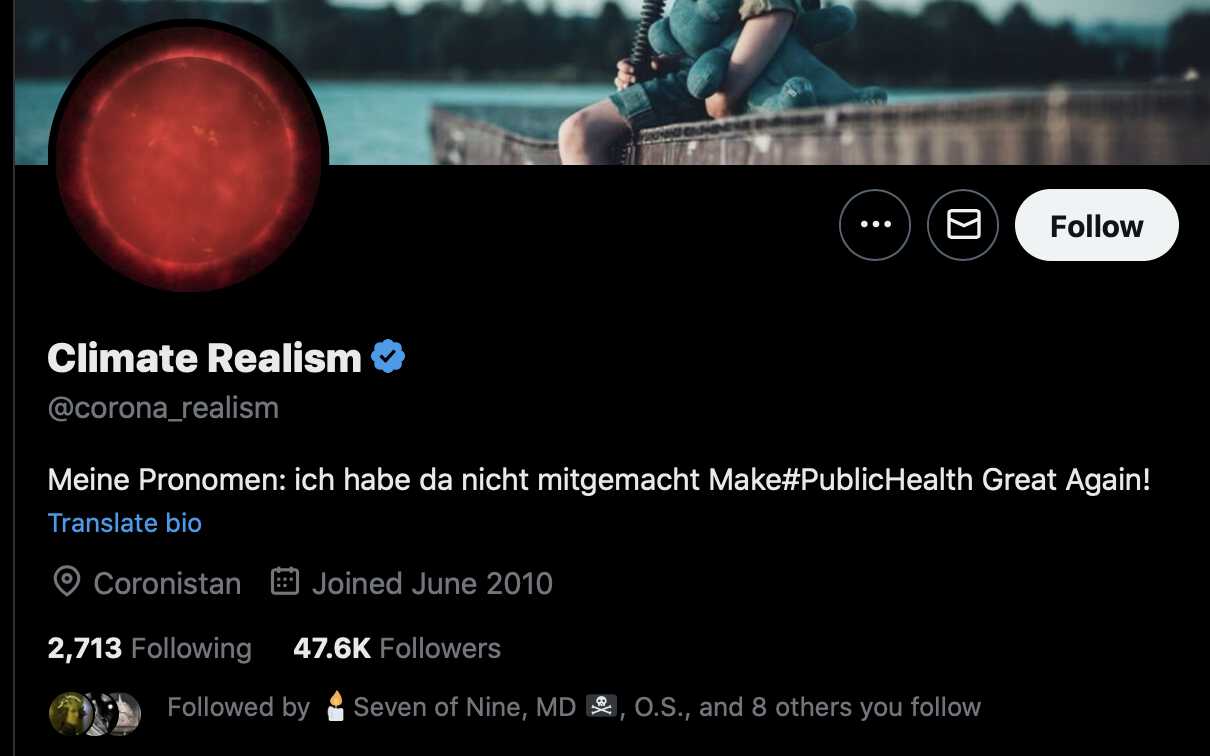 Follow
Climate Realism
@corona_realism
Meine Pronomen: ich habe da nicht mitgemacht Make#PublicHealth Great Again!
Translate bio
Coronistan Joined June 2010
2,713 Following 47.6K Followers
Followed by 🕯️ Seven of Nine, MD ☠️, O.S., and 8 others you follow